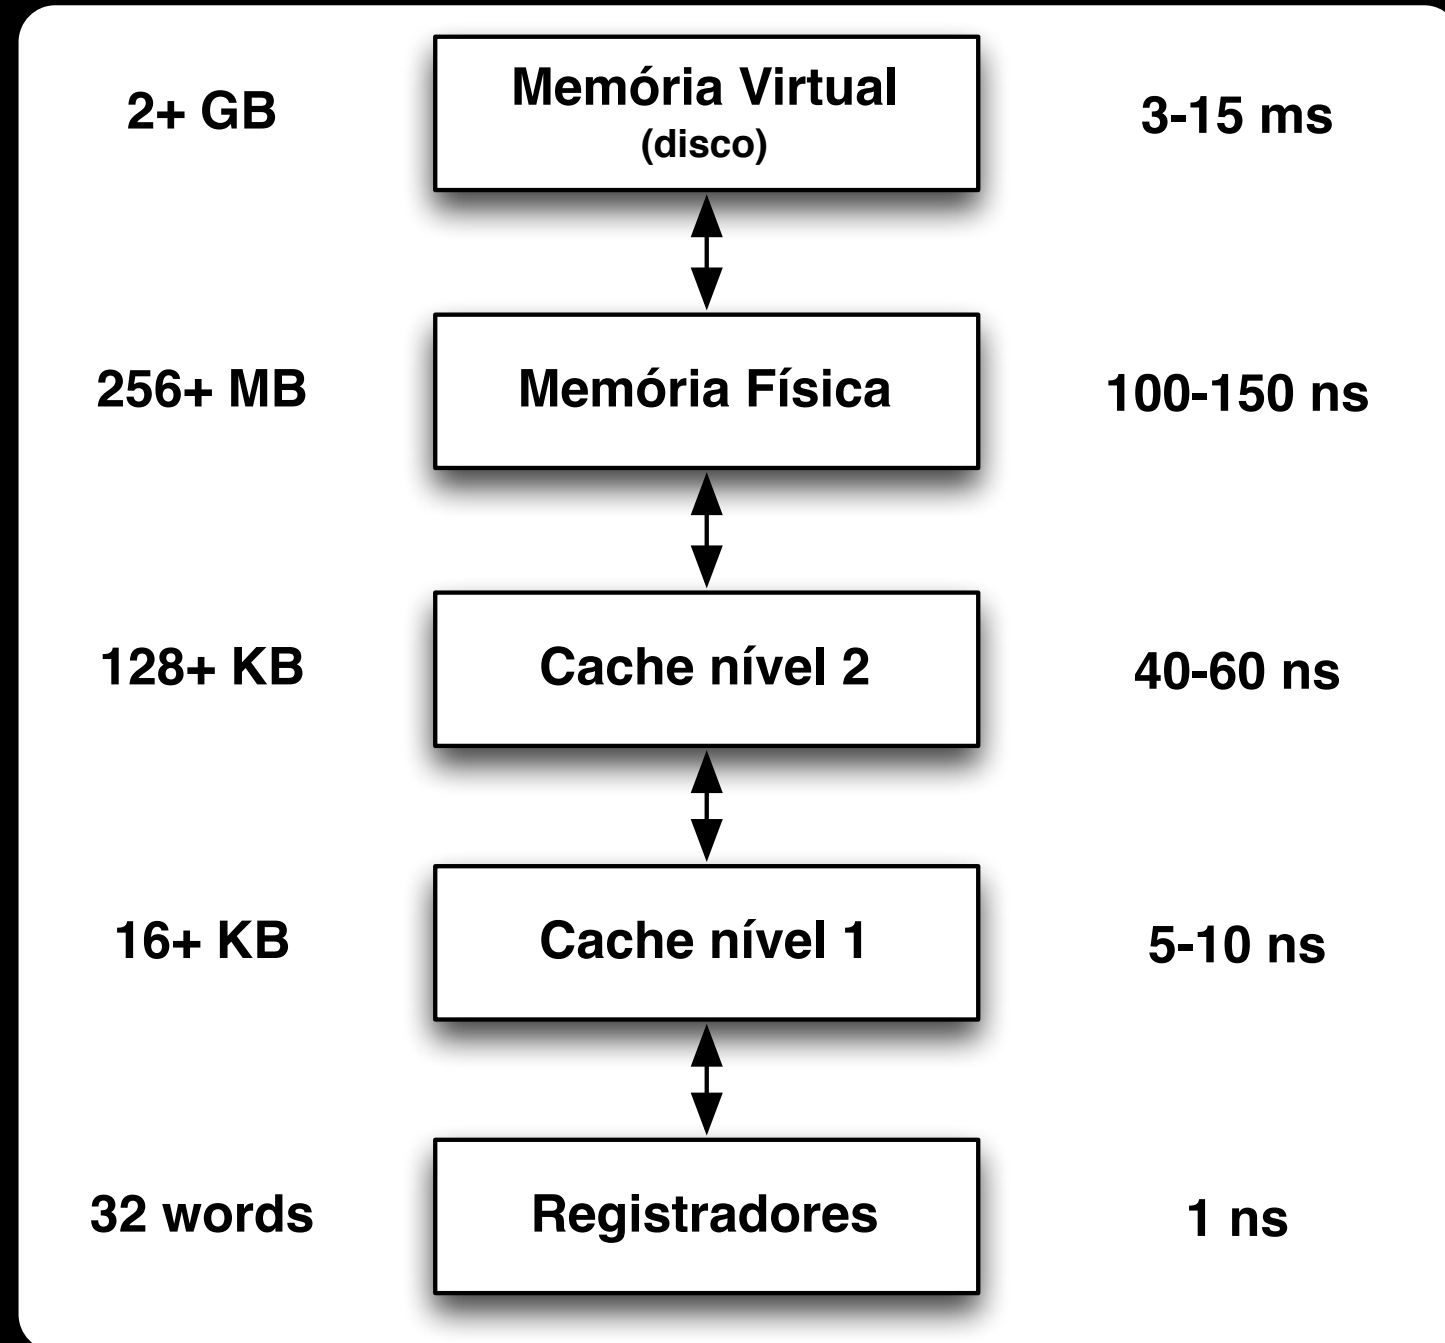 2+ GB
Memória Virtual
(disco)
3-15 ms
256+ MB
Memória Física
100-150 ns
128+ KB
Cache nível 2
40-60 ns
16+ KB
Cache nível 1
5-10 ns
32 words
Registradores
1 ns